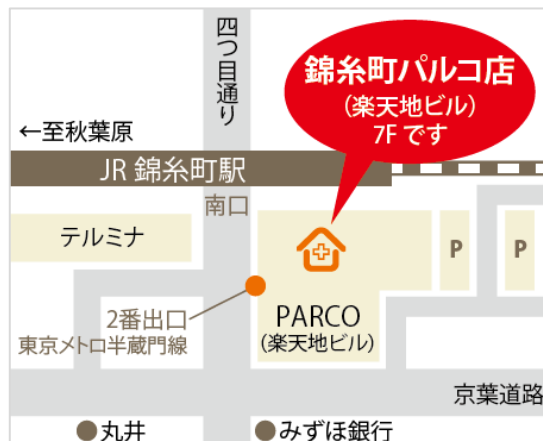 四つ目通り
錦糸町パルコ店
(楽天地ビル)
7Fです
←至秋葉原
JR 錦糸町駅
南口
テルミナ
P
P
2番出口
東京メトロ半蔵門線
PARCO
(楽天地ビル)
京葉道路
丸井
みずほ銀行